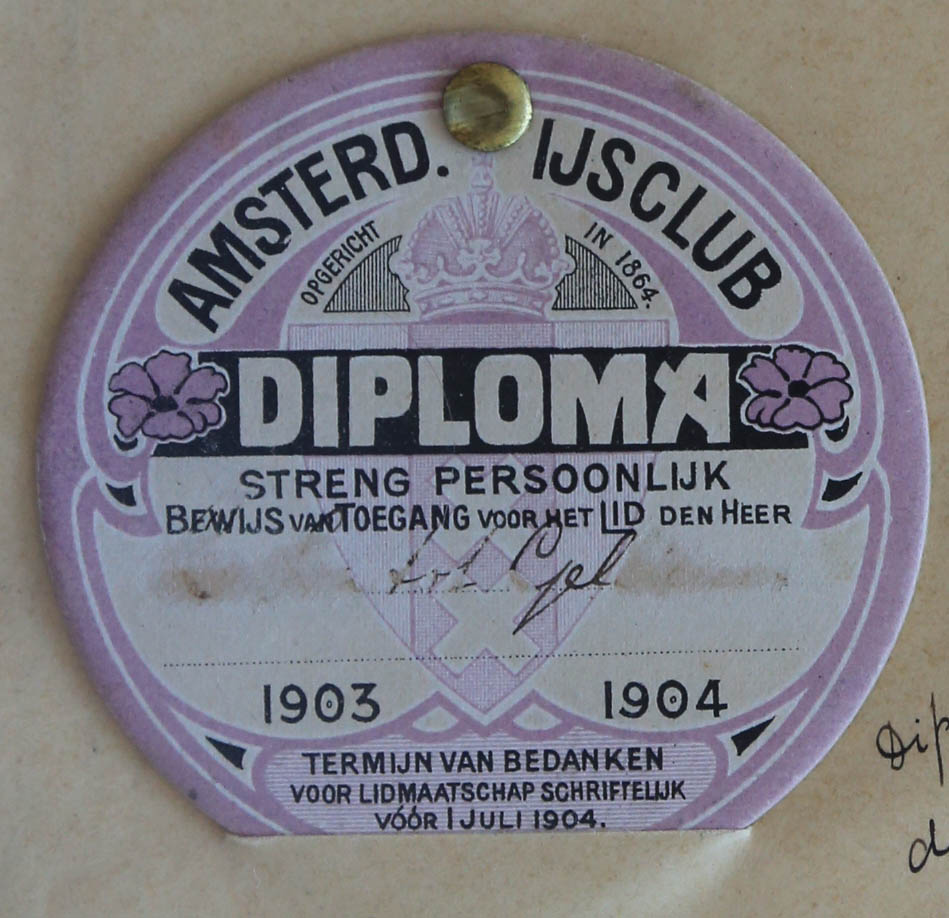 AMSTERD. IJSCLUB
OPGERICHT IN 1864.
DIPLOMA
STRENG PERSOONLIJK
BEWIJS VAN TOEGANG VOOR HET LID DEN HEER
1903 1904
TERMIJN VAN BEDANKEN
VOOR LIDMAATSCHAP SCHRIFTELIJK
VÓÓR 1 JULI 1904.